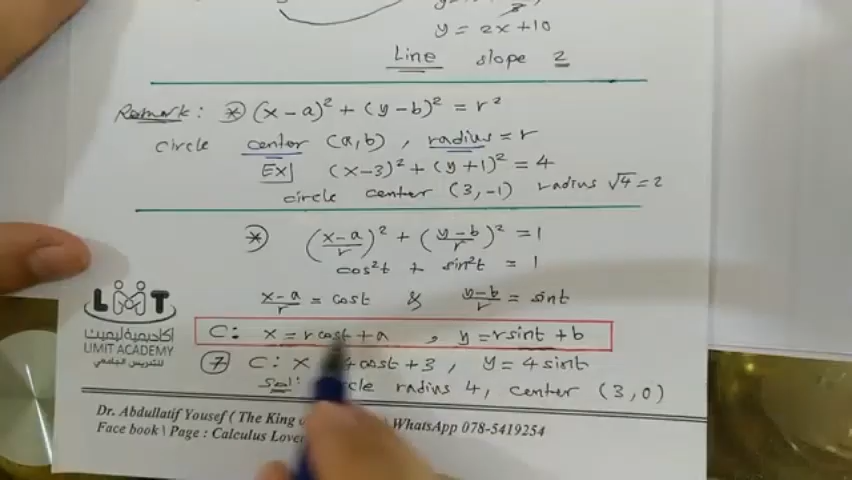 y = 2x + 10
Line slope 2
Remark: ⊛ (x-a)² + (y-b)² = r²
circle center (a,b), radius = r
Ex] (x-3)² + (y+1)² = 4
circle center (3,-1) radius √4 = 2
⊛ (x-a/r)² + (y-b/r)² = 1
cos²t + sin²t = 1
x-a/r = cost & y-b/r = sint
C: x = r cost + a , y = r sint + b
LIMIT
أكاديمية ليميت
LIMIT ACADEMY
للتدريس الجامعي
⑦ C: x 4cost + 3 , y = 4 sint
Sol: radius 4, center (3,0)
Dr. Abdullatif Yousef ( The King WhatsApp 078-5419254
Face book \ Page : Calculus